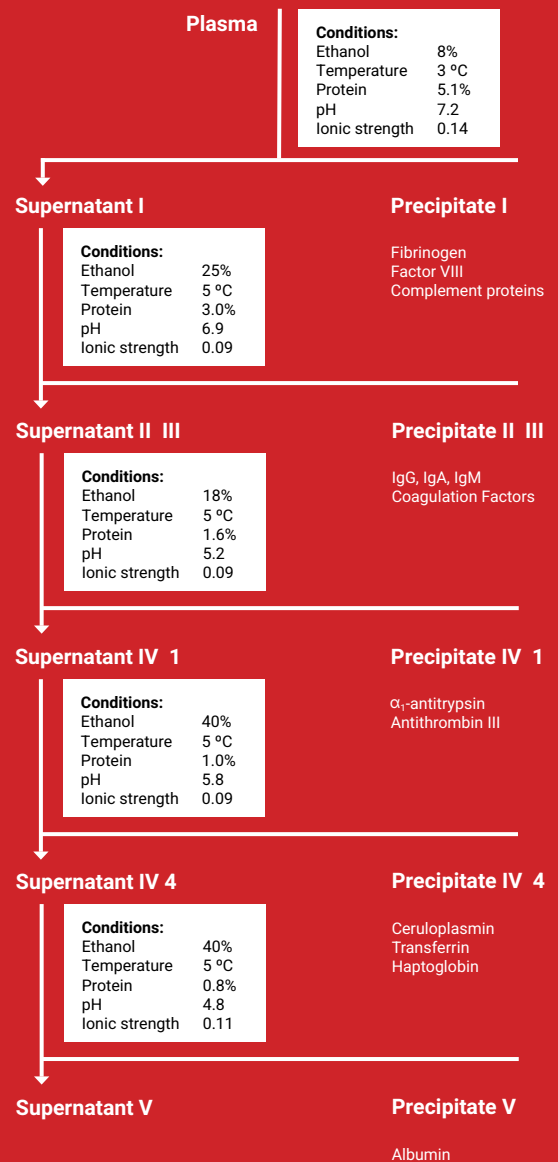 Plasma
Conditions:
Ethanol 8%
Temperature 3 ºC
Protein 5.1%
pH 7.2
Ionic strength 0.14
Supernatant I Precipitate I
Conditions:
Ethanol 25%
Temperature 5 ºC
Protein 3.0%
pH 6.9
Ionic strength 0.09
Fibrinogen
Factor VIII
Complement proteins
Supernatant II III Precipitate II III
Conditions:
Ethanol 18%
Temperature 5 ºC
Protein 1.6%
pH 5.2
Ionic strength 0.09
IgG, IgA, IgM
Coagulation Factors
Supernatant IV 1 Precipitate IV 1
Conditions:
Ethanol 40%
Temperature 5 ºC
Protein 1.0%
pH 5.8
Ionic strength 0.09
α₁-antitrypsin
Antithrombin III
Supernatant IV 4 Precipitate IV 4
Conditions:
Ethanol 40%
Temperature 5 ºC
Protein 0.8%
pH 4.8
Ionic strength 0.11
Ceruloplasmin
Transferrin
Haptoglobin
Supernatant V Precipitate V
Albumin